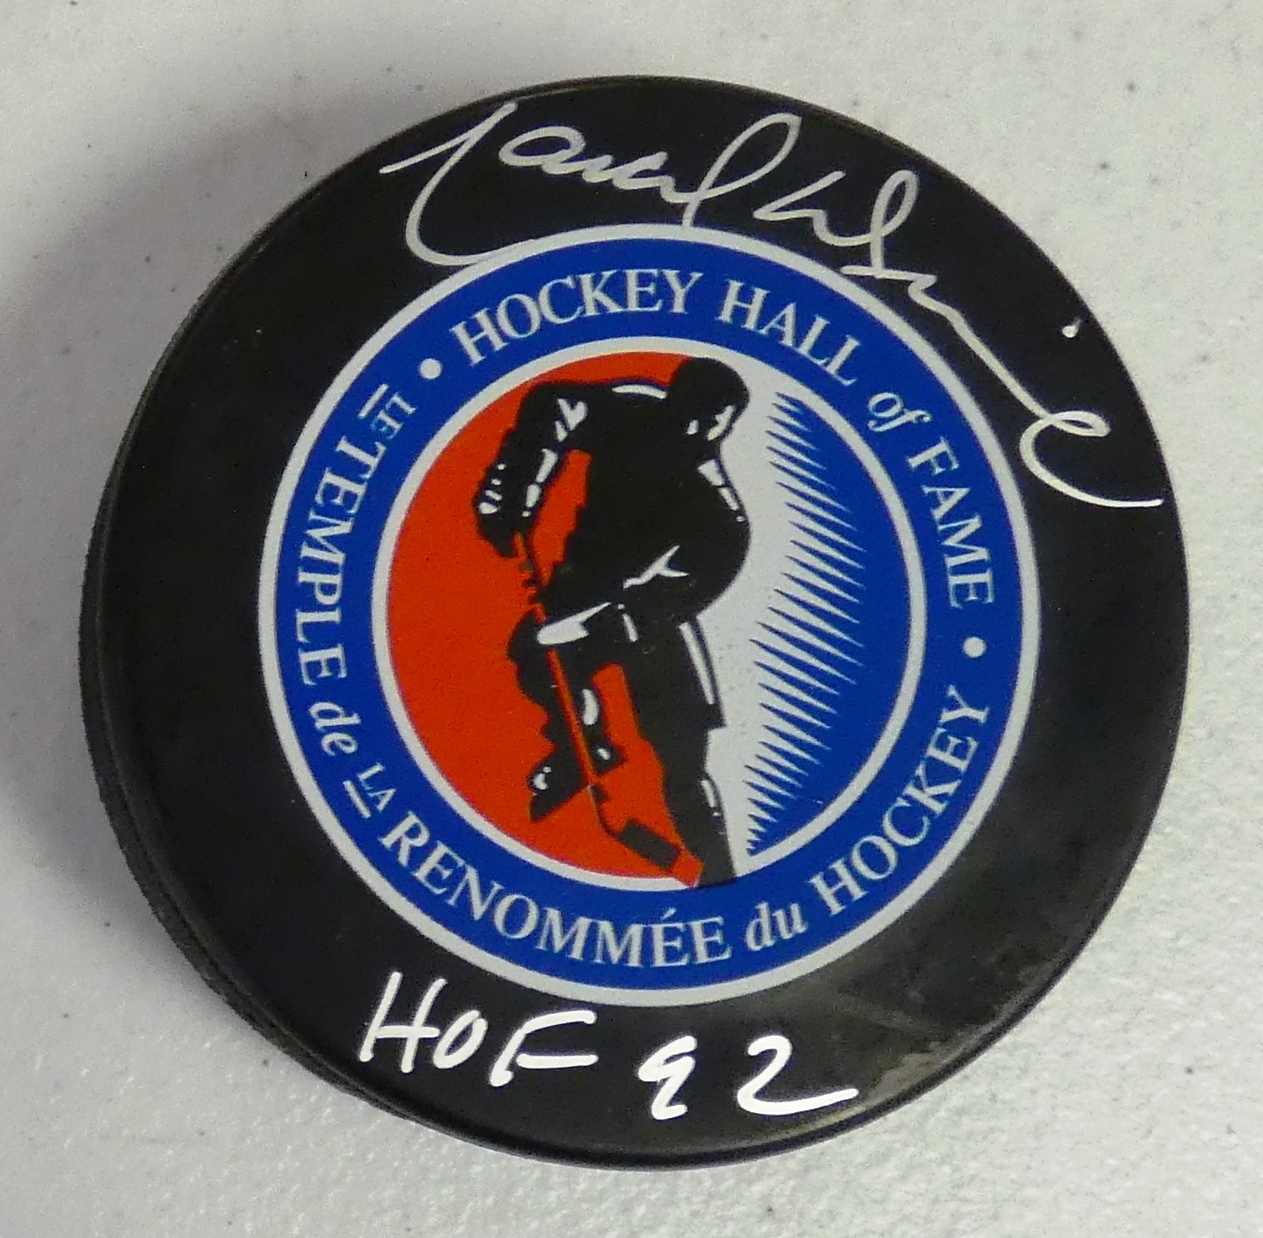 HOCKEY HALL of FAME
LE TEMPLE de LA RENOMMÉE du HOCKEY
HOF 92